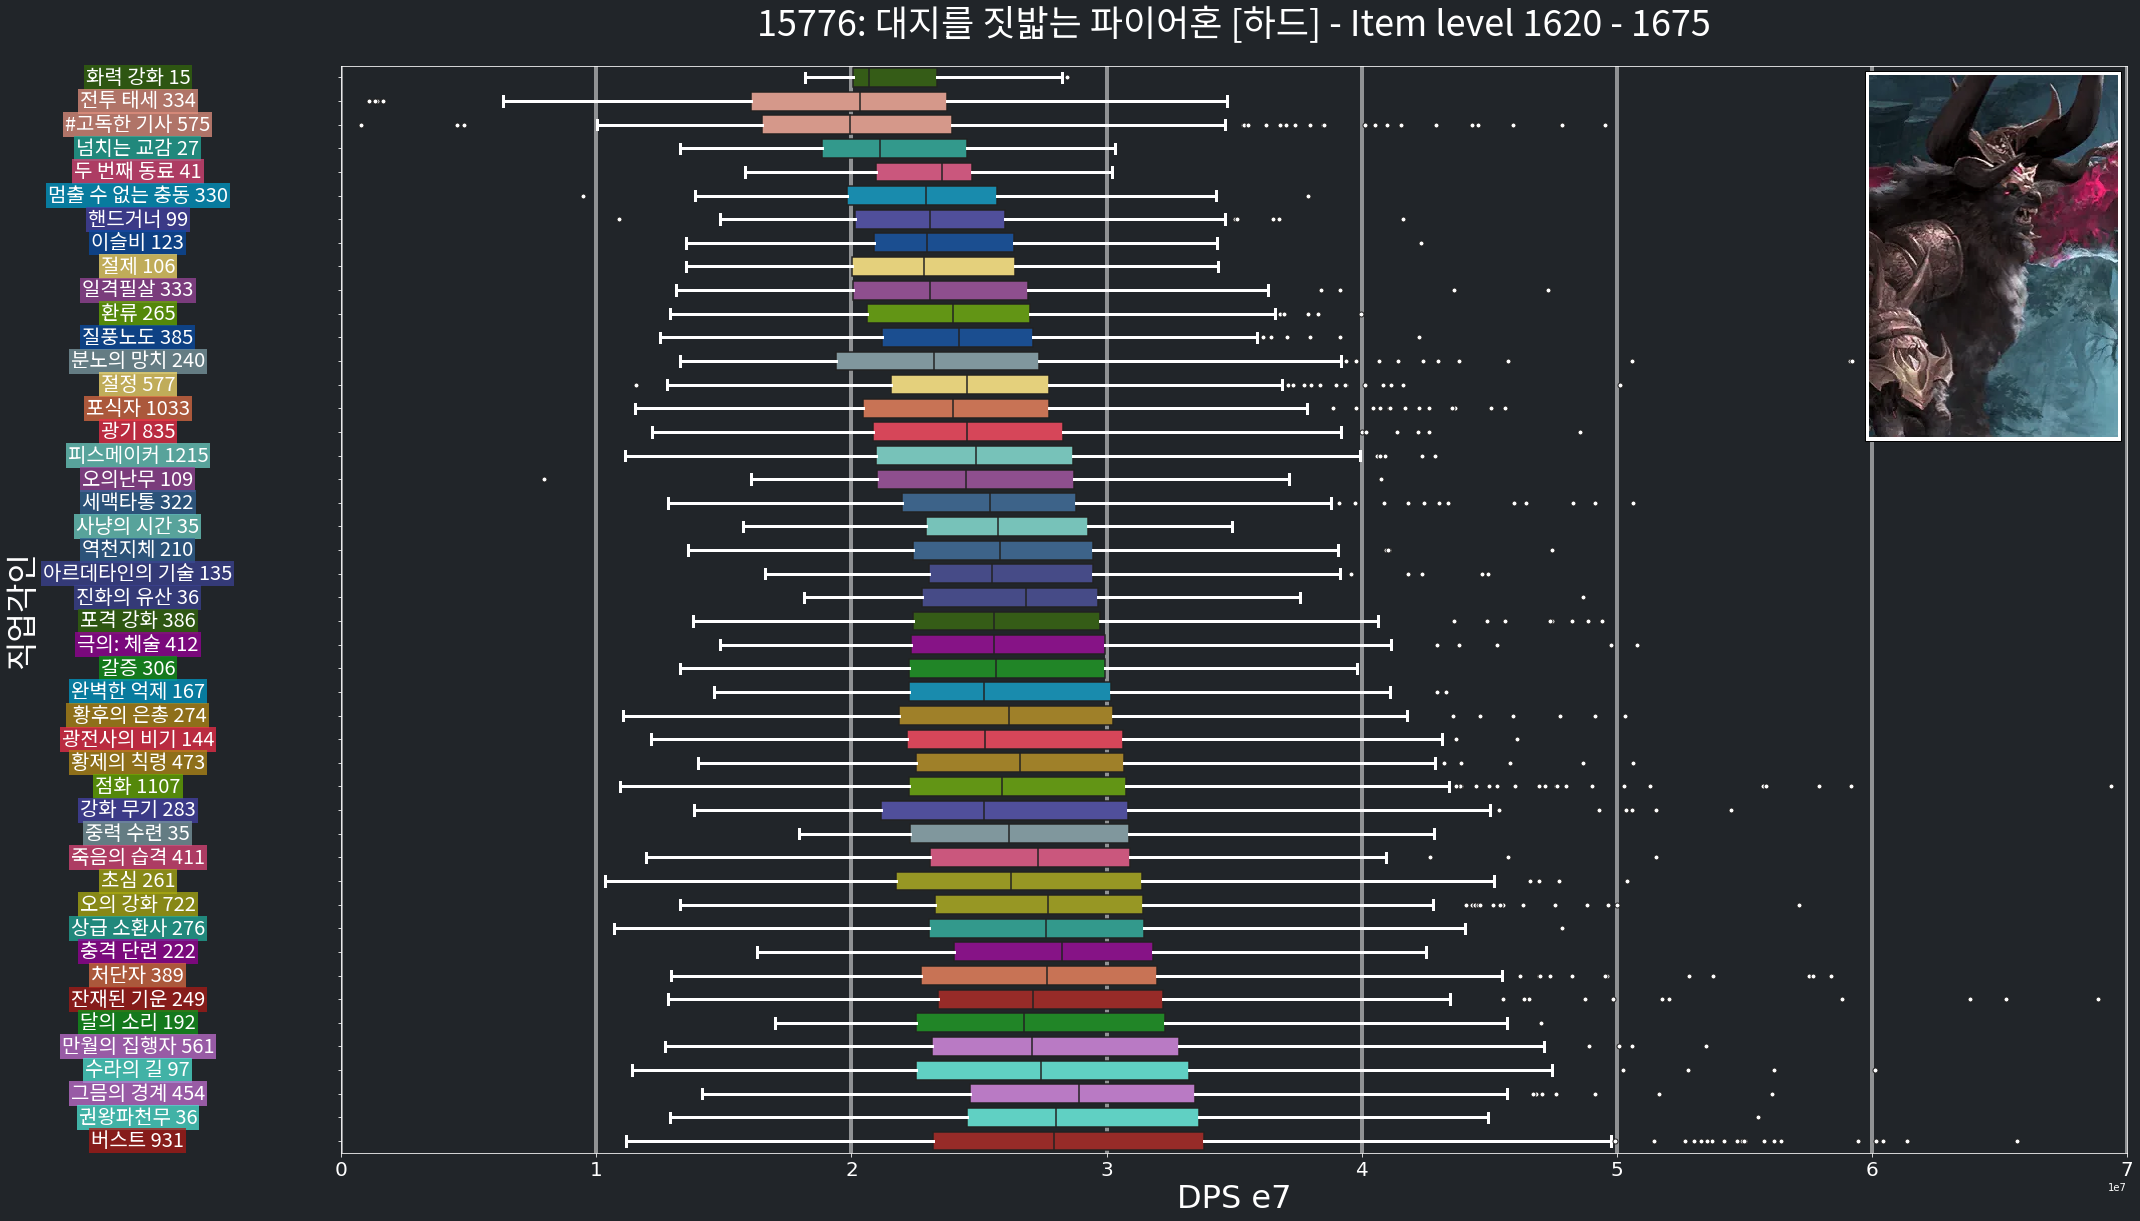 15776: 대지를 짓밟는 파이어혼 [하드] - Item level 1620 - 1675
직업각인
화력 강화 15
전투 태세 334
#고독한 기사 575
넘치는 교감 27
두 번째 동료 41
멈출 수 없는 충동 330
핸드거너 99
이슬비 123
절제 106
일격필살 333
환류 265
질풍노도 385
분노의 망치 240
절정 577
포식자 1033
광기 835
피스메이커 1215
오의난무 109
세맥타통 322
사냥의 시간 35
역천지체 210
아르데타인의 기술 135
진화의 유산 36
포격 강화 386
극의: 체술 412
갈증 306
완벽한 억제 167
황후의 은총 274
광전사의 비기 144
황제의 칙령 473
점화 1107
강화 무기 283
중력 수련 35
죽음의 습격 411
초심 261
오의 강화 722
상급 소환사 276
충격 단련 222
처단자 389
잔재된 기운 249
달의 소리 192
만월의 집행자 561
수라의 길 97
그믐의 경계 454
권왕파천무 36
버스트 931
0 1 2 3 4 5 6 7
1e7
DPS e7